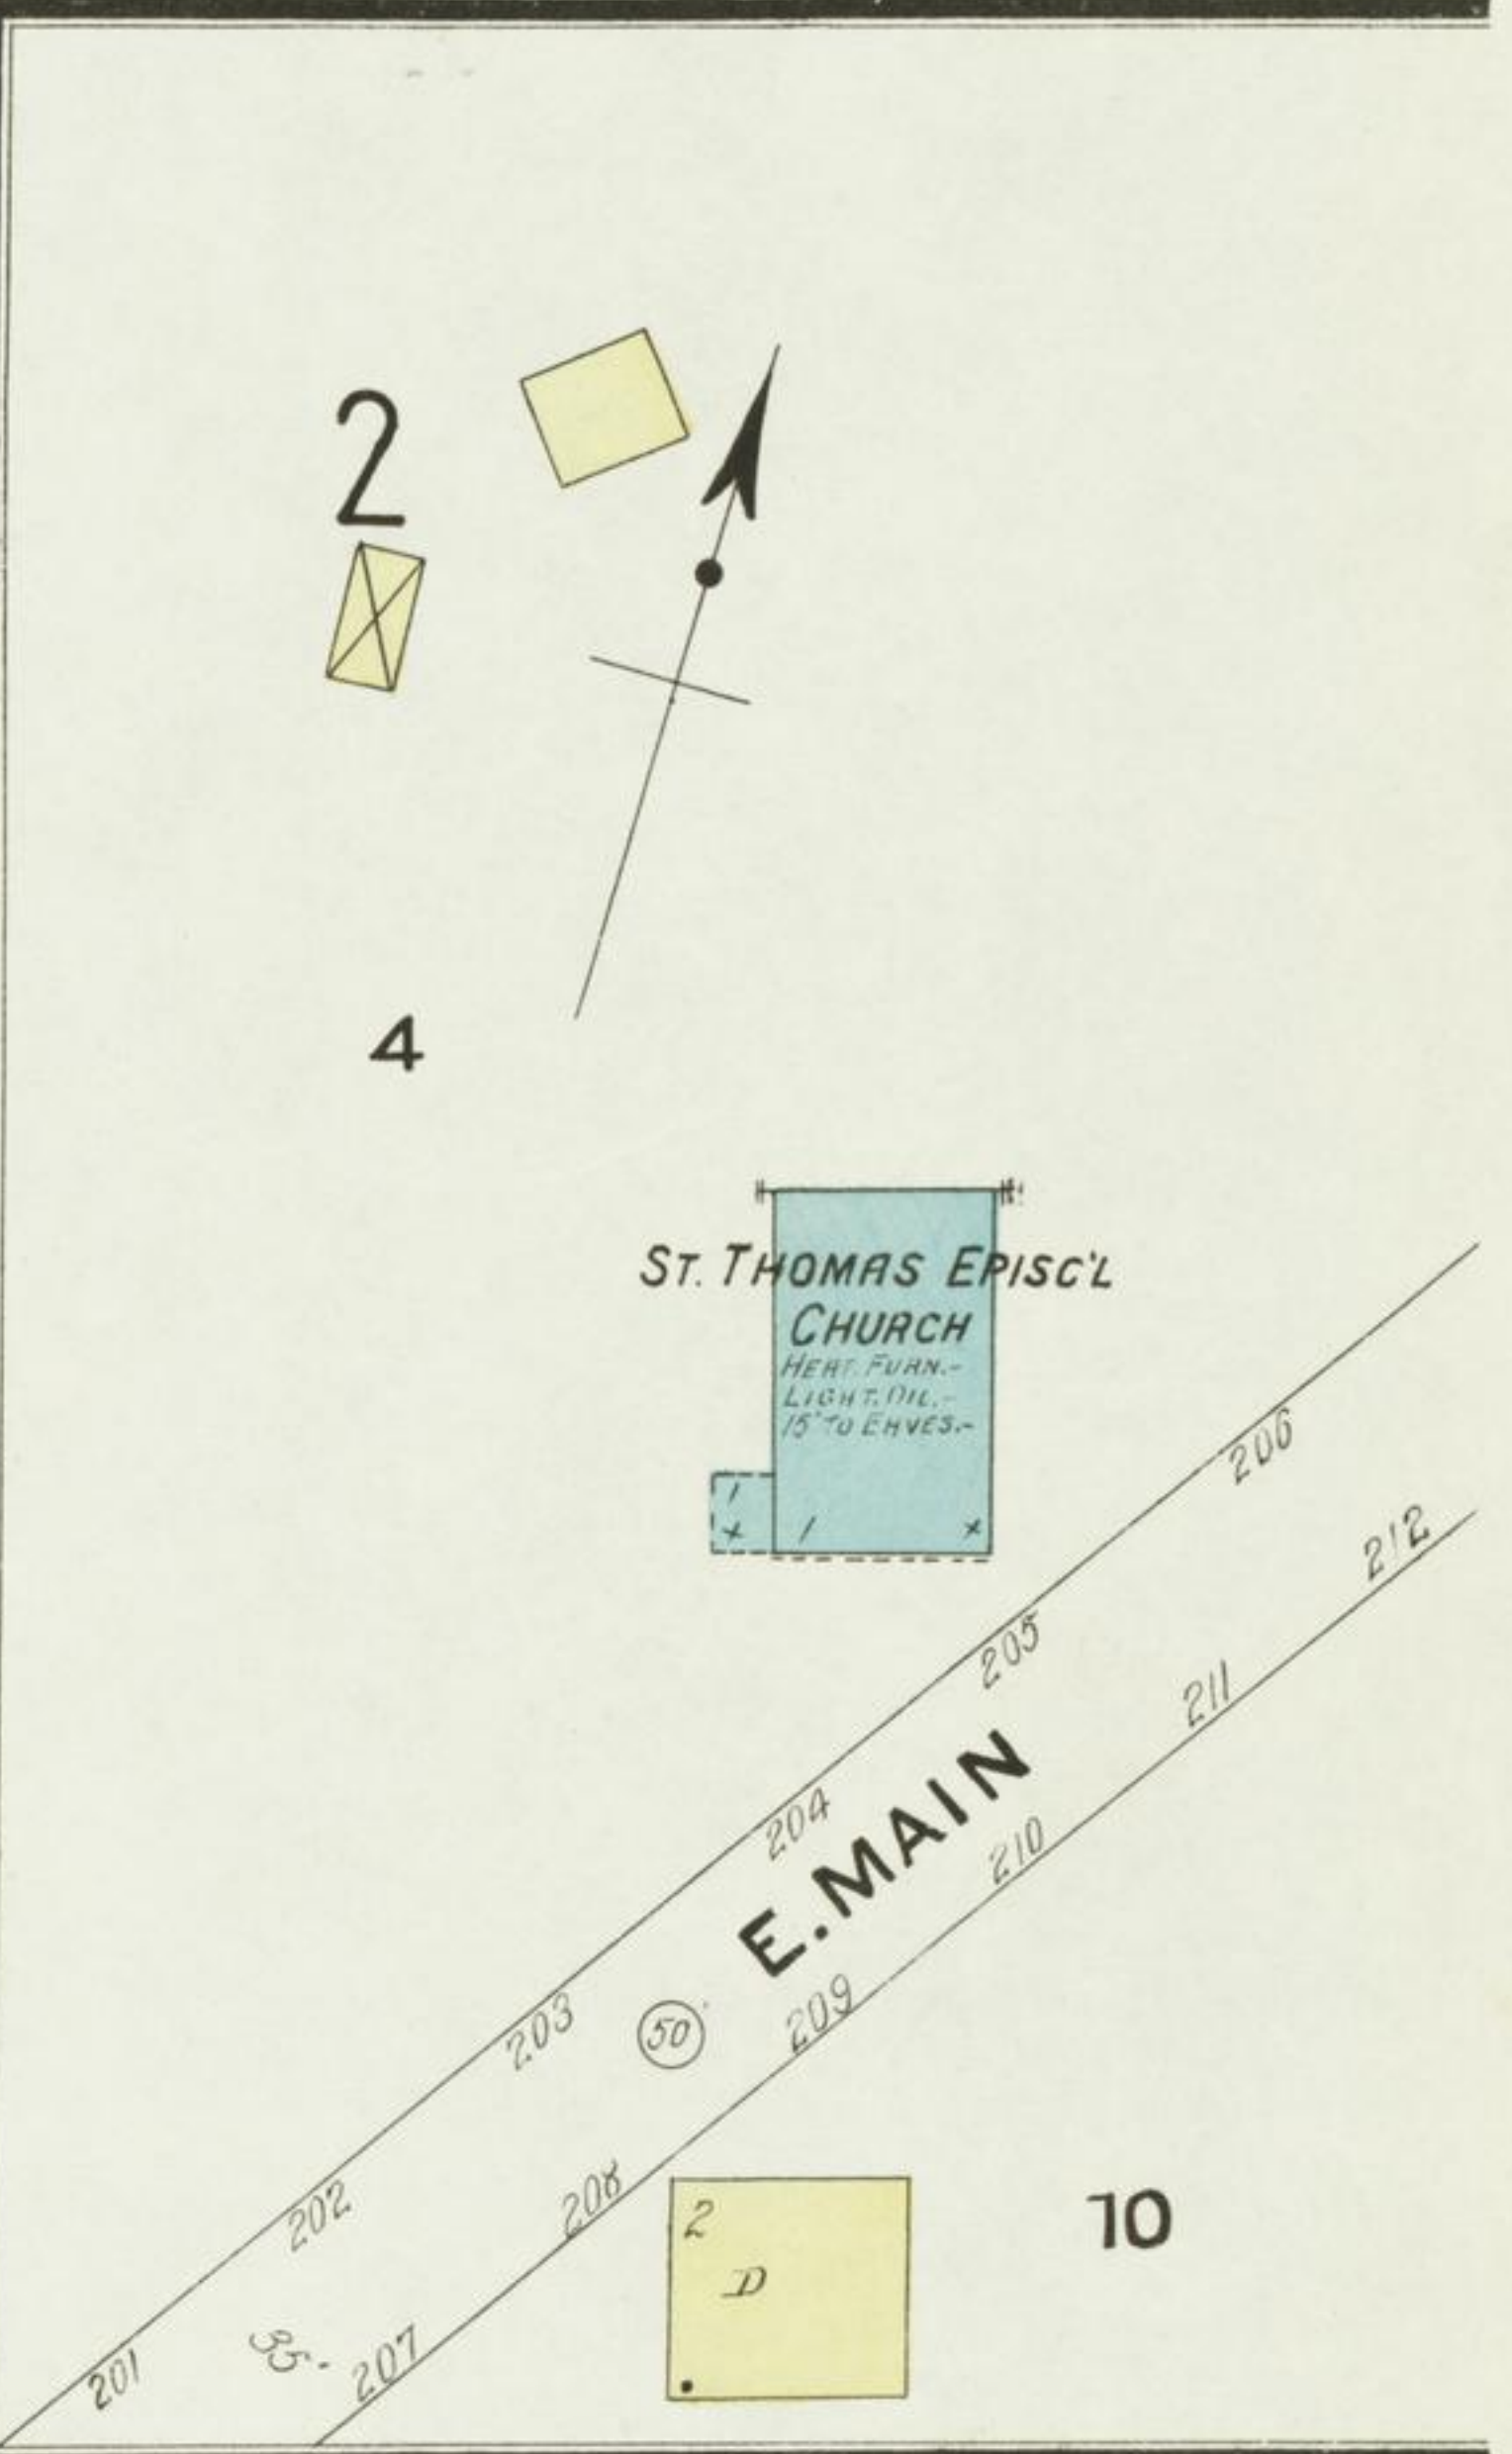 2
4
ST. THOMAS EPISC'L
CHURCH
HEAT. FURN.-
LIGHT. OIL.-
15' TO EAVES.-
1
x
1
x
206
212
205
211
204
E. MAIN
210
203
50
209
202
208
2
D
10
201
35'
207